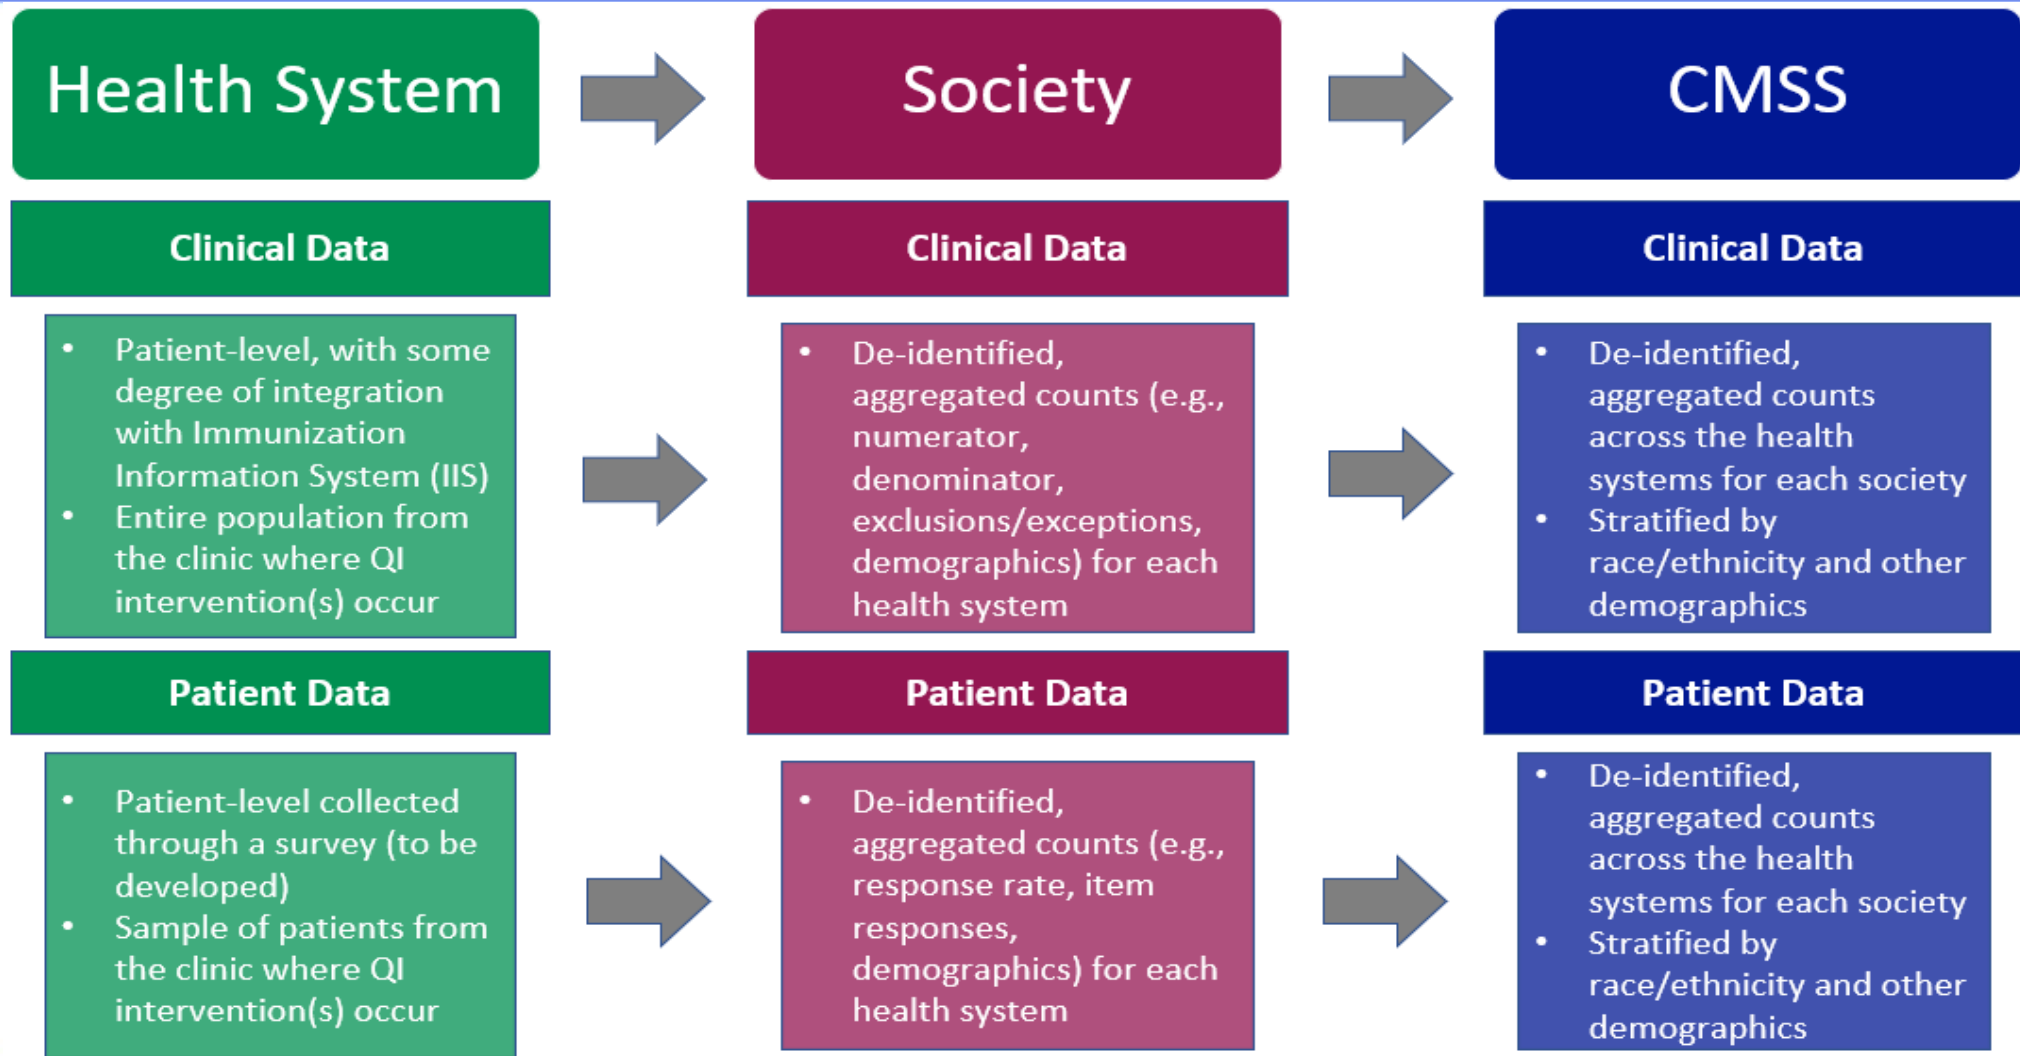 Health System
Society
CMSS
Clinical Data
Clinical Data
Clinical Data
• Patient-level, with some
degree of integration
with Immunization
Information System (IIS)
• Entire population from
the clinic where QI
intervention(s) occur
• De-identified,
aggregated counts (e.g.,
numerator,
denominator,
exclusions/exceptions,
demographics) for each
health system
• De-identified,
aggregated counts
across the health
systems for each society
• Stratified by
race/ethnicity and other
demographics
Patient Data
Patient Data
Patient Data
• Patient-level collected
through a survey (to be
developed)
• Sample of patients from
the clinic where QI
intervention(s) occur
• De-identified,
aggregated counts (e.g.,
response rate, item
responses,
demographics) for each
health system
• De-identified,
aggregated counts
across the health
systems for each society
• Stratified by
race/ethnicity and other
demographics